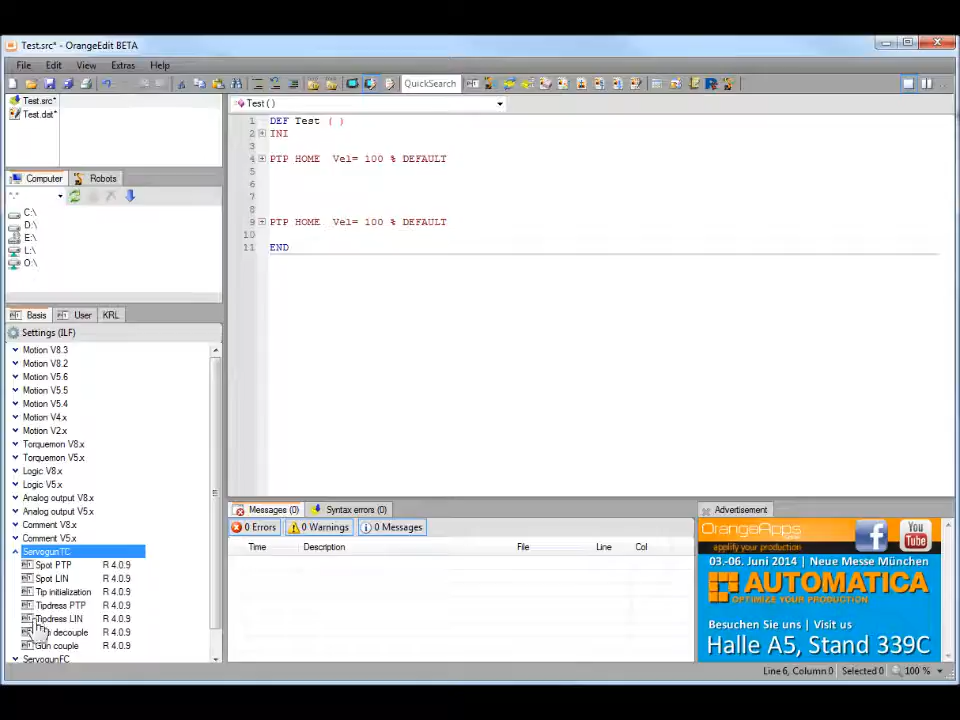 Test.src* - OrangeEdit BETA
File Edit View Extras Help
QuickSearch
Test.src*
Test.dat*
Test ( )
1 DEF Test ( )
2 INI
3
4 PTP HOME Vel= 100 % DEFAULT
5
6
7
8
9 PTP HOME Vel= 100 % DEFAULT
10
11 END
Computer Robots
*.*
C:\
D:\
E:\
L:\
O:\
Basis User KRL
Settings (ILF)
Motion V8.3
Motion V8.2
Motion V5.6
Motion V5.5
Motion V5.4
Motion V4.x
Motion V2.x
Torquemon V8.x
Torquemon V5.x
Logic V8.x
Logic V5.x
Analog output V8.x
Analog output V5.x
Comment V8.x
Comment V5.x
ServogunTC
Spot PTP R 4.0.9
Spot LIN R 4.0.9
Tip initialization R 4.0.9
Tipdress PTP R 4.0.9
Tipdress LIN R 4.0.9
decouple R 4.0.9
Gun couple R 4.0.9
ServogunFC
Messages (0) Syntax errors (0)
0 Errors 0 Warnings 0 Messages
Time Description File Line Col
Advertisement
OrangeApps
applify your production
f
You Tube
03.-06. Juni 2014 | Neue Messe München
AUTOMATICA
Besuchen Sie uns | Visit us
Halle A5, Stand 339C
Line 6, Column 0 Selected 0 100 %